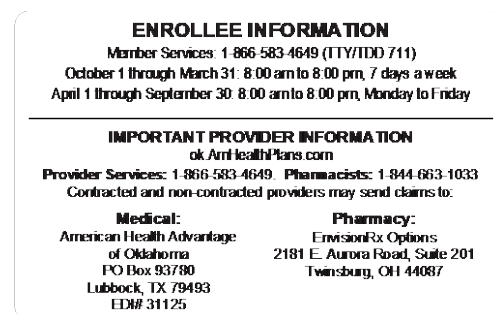 ENROLLEE INFORMATION
Member Services: 1-866-583-4649 (TTY/TDD 711)
October 1 through March 31: 8:00 am to 8:00 pm, 7 days a week
April 1 through September 30: 8:00 am to 8:00 pm, Monday to Friday
IMPORTANT PROVIDER INFORMATION
ok.AmHealthPlans.com
Provider Services: 1-866-583-4649. Pharmacists: 1-844-663-1033
Contracted and non-contracted providers may send claims to:
Medical:
American Health Advantage
of Oklahoma
PO Box 93780
Lubbock, TX 79493
EDI# 31125
Pharmacy:
EnvisionRx Options
2181 E. Aurora Road, Suite 201
Twinsburg, OH 44087